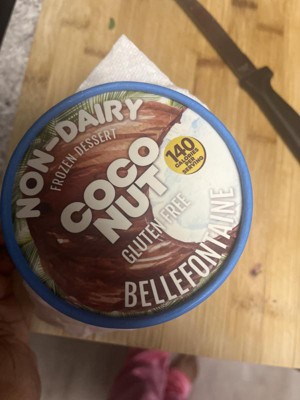 NON-DAIRY
FROZEN DESSERT
COCO
NUT
GLUTEN FREE
140
CALORIES
PER
SERVING
BELLEFONTAINE